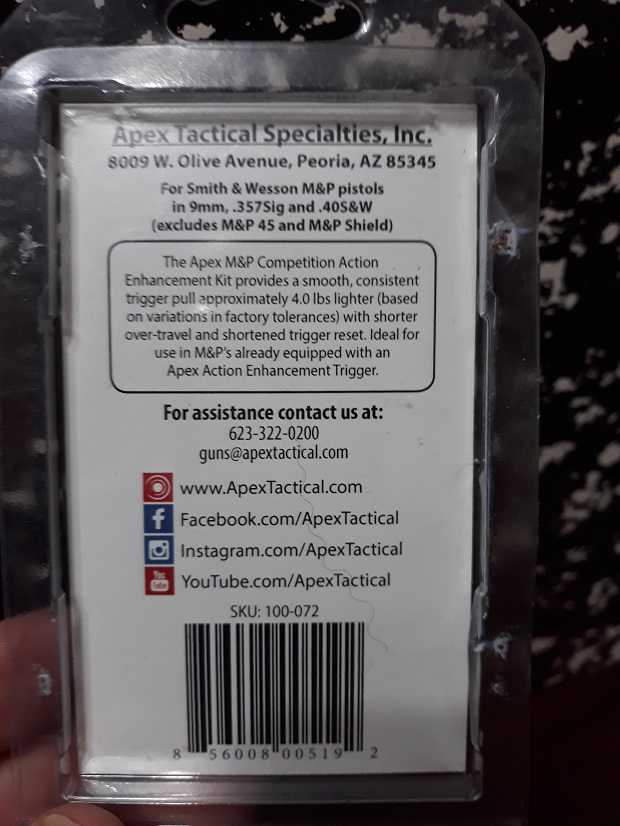 Apex Tactical Specialties, Inc.
8009 W. Olive Avenue, Peoria, AZ 85345
For Smith & Wesson M&P pistols
in 9mm, .357Sig and .40S&W
(excludes M&P 45 and M&P Shield)
The Apex M&P Competition Action
Enhancement Kit provides a smooth, consistent
trigger pull approximately 4.0 lbs lighter (based
on variations in factory tolerances) with shorter
over-travel and shortened trigger reset. Ideal for
use in M&P's already equipped with an
Apex Action Enhancement Trigger.
For assistance contact us at:
623-322-0200
guns@apextactical.com
www.ApexTactical.com
f Facebook.com/ApexTactical
Instagram.com/ApexTactical
You Tube YouTube.com/ApexTactical
SKU: 100-072
8 56008 00519 2